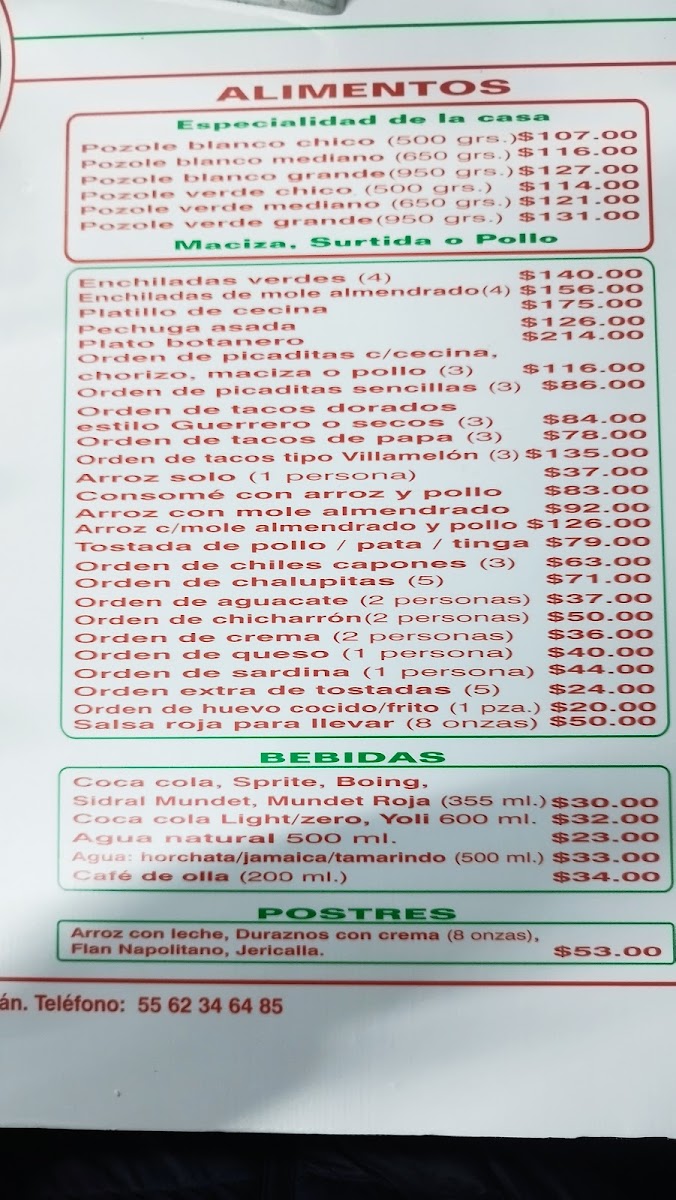 ALIMENTOS
Especialidad de la casa
Pozole blanco chico (500 grs.) $107.00
Pozole blanco mediano (650 grs.) $116.00
Pozole blanco grande (950 grs.) $127.00
Pozole verde chico (500 grs.) $114.00
Pozole verde mediano (650 grs.) $121.00
Pozole verde grande (950 grs.) $131.00
Maciza, Surtida o Pollo
Enchiladas verdes (4) $140.00
Enchiladas de mole almendrado (4) $156.00
Platillo de cecina $175.00
Pechuga asada $126.00
Plato botanero $214.00
Orden de picaditas c/cecina,
chorizo, maciza o pollo (3) $116.00
Orden de picaditas sencillas (3) $86.00
Orden de tacos dorados
estilo Guerrero o secos (3) $84.00
Orden de tacos de papa (3) $78.00
Orden de tacos tipo Villamelón (3) $135.00
Arroz solo (1 persona) $37.00
Consomé con arroz y pollo $83.00
Arroz con mole almendrado $92.00
Arroz c/mole almendrado y pollo $126.00
Tostada de pollo / pata / tinga $79.00
Orden de chiles capones (3) $63.00
Orden de chalupitas (5) $71.00
Orden de aguacate (2 personas) $37.00
Orden de chicharrón (2 personas) $50.00
Orden de crema (2 personas) $36.00
Orden de queso (1 persona) $40.00
Orden de sardina (1 persona) $44.00
Orden extra de tostadas (5) $24.00
Orden de huevo cocido/frito (1 pza.) $20.00
Salsa roja para llevar (8 onzas) $50.00
BEBIDAS
Coca cola, Sprite, Boing,
Sidral Mundet, Mundet Roja (355 ml.) $30.00
Coca cola Light/zero, Yoli 600 ml. $32.00
Agua natural 500 ml. $23.00
Agua: horchata/jamaica/tamarindo (500 ml.) $33.00
Café de olla (200 ml.) $34.00
POSTRES
Arroz con leche, Duraznos con crema (8 onzas),
Flan Napolitano, Jericalla. $53.00
án. Teléfono: 55 62 34 64 85